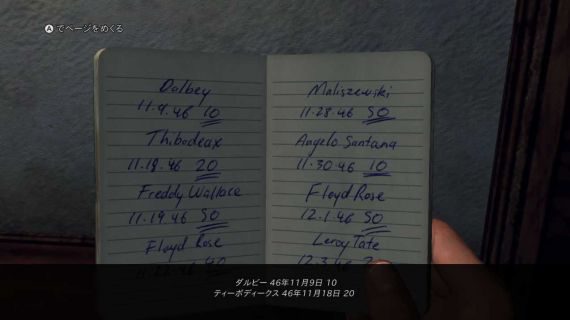 Aでページをめくる
Dalbey
11.9.46 10
Thibodeax
11.18.46 20
Freddy Wallace
11.19.46 50
Floyd Rose
Maliszewski
11.28.46 50
Angelo Santana
11.30.46 10
Floyd Rose
12.1.46 50
Leroy Tate
ダルビー 46年11月9日 10
ティーボディークス 46年11月18日 20